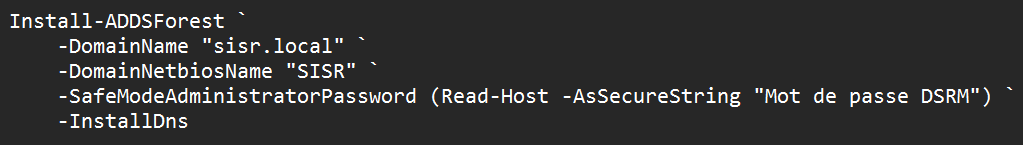 Install-ADDSForest `
    -DomainName "sisr.local" `
    -DomainNetbiosName "SISR" `
    -SafeModeAdministratorPassword (Read-Host -AsSecureString "Mot de passe DSRM") `
    -InstallDns